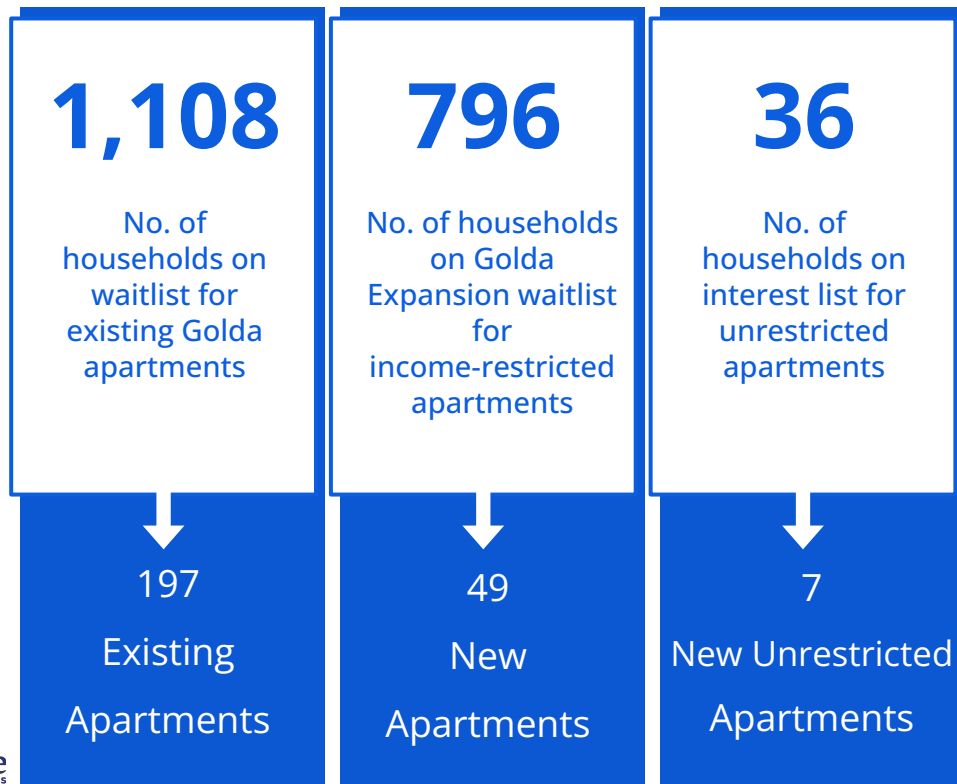 1,108
No. of
households on
waitlist for
existing Golda
apartments
197
Existing
Apartments
796
No. of households
on Golda
Expansion waitlist
for
income-restricted
apartments
49
New
Apartments
36
No. of
households on
interest list for
unrestricted
apartments
7
New Unrestricted
Apartments